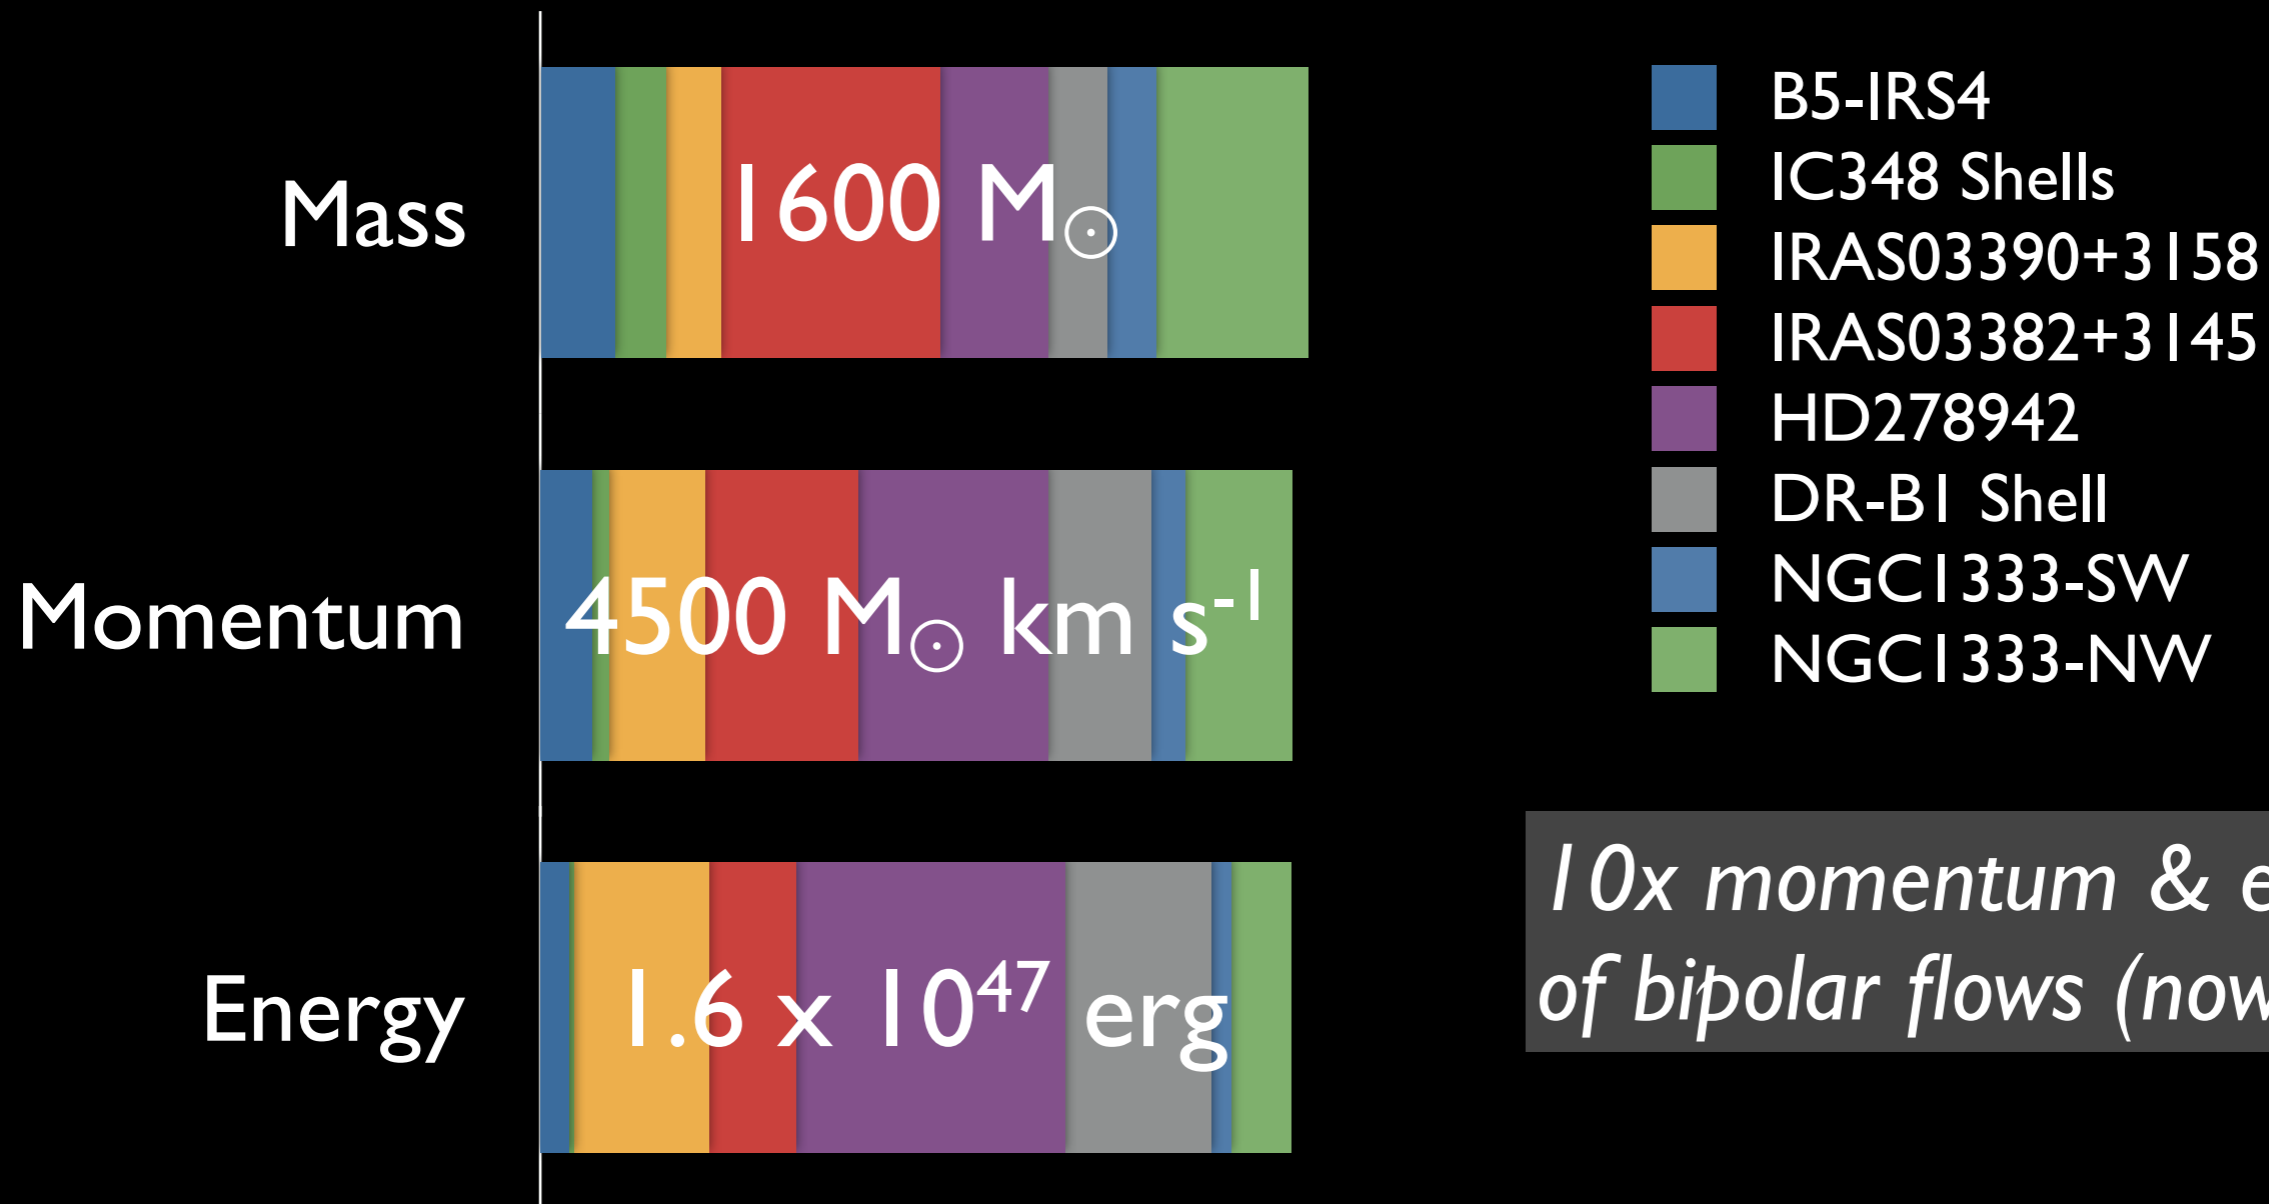 Mass
1600 M⊙
Momentum
4500 M⊙ km s⁻¹
Energy
1.6 x 10⁴⁷ erg
B5-IRS4
IC348 Shells
IRAS03390+3158
IRAS03382+3145
HD278942
DR-B1 Shell
NGC1333-SW
NGC1333-NW
10x momentum &
of bipolar flows (now